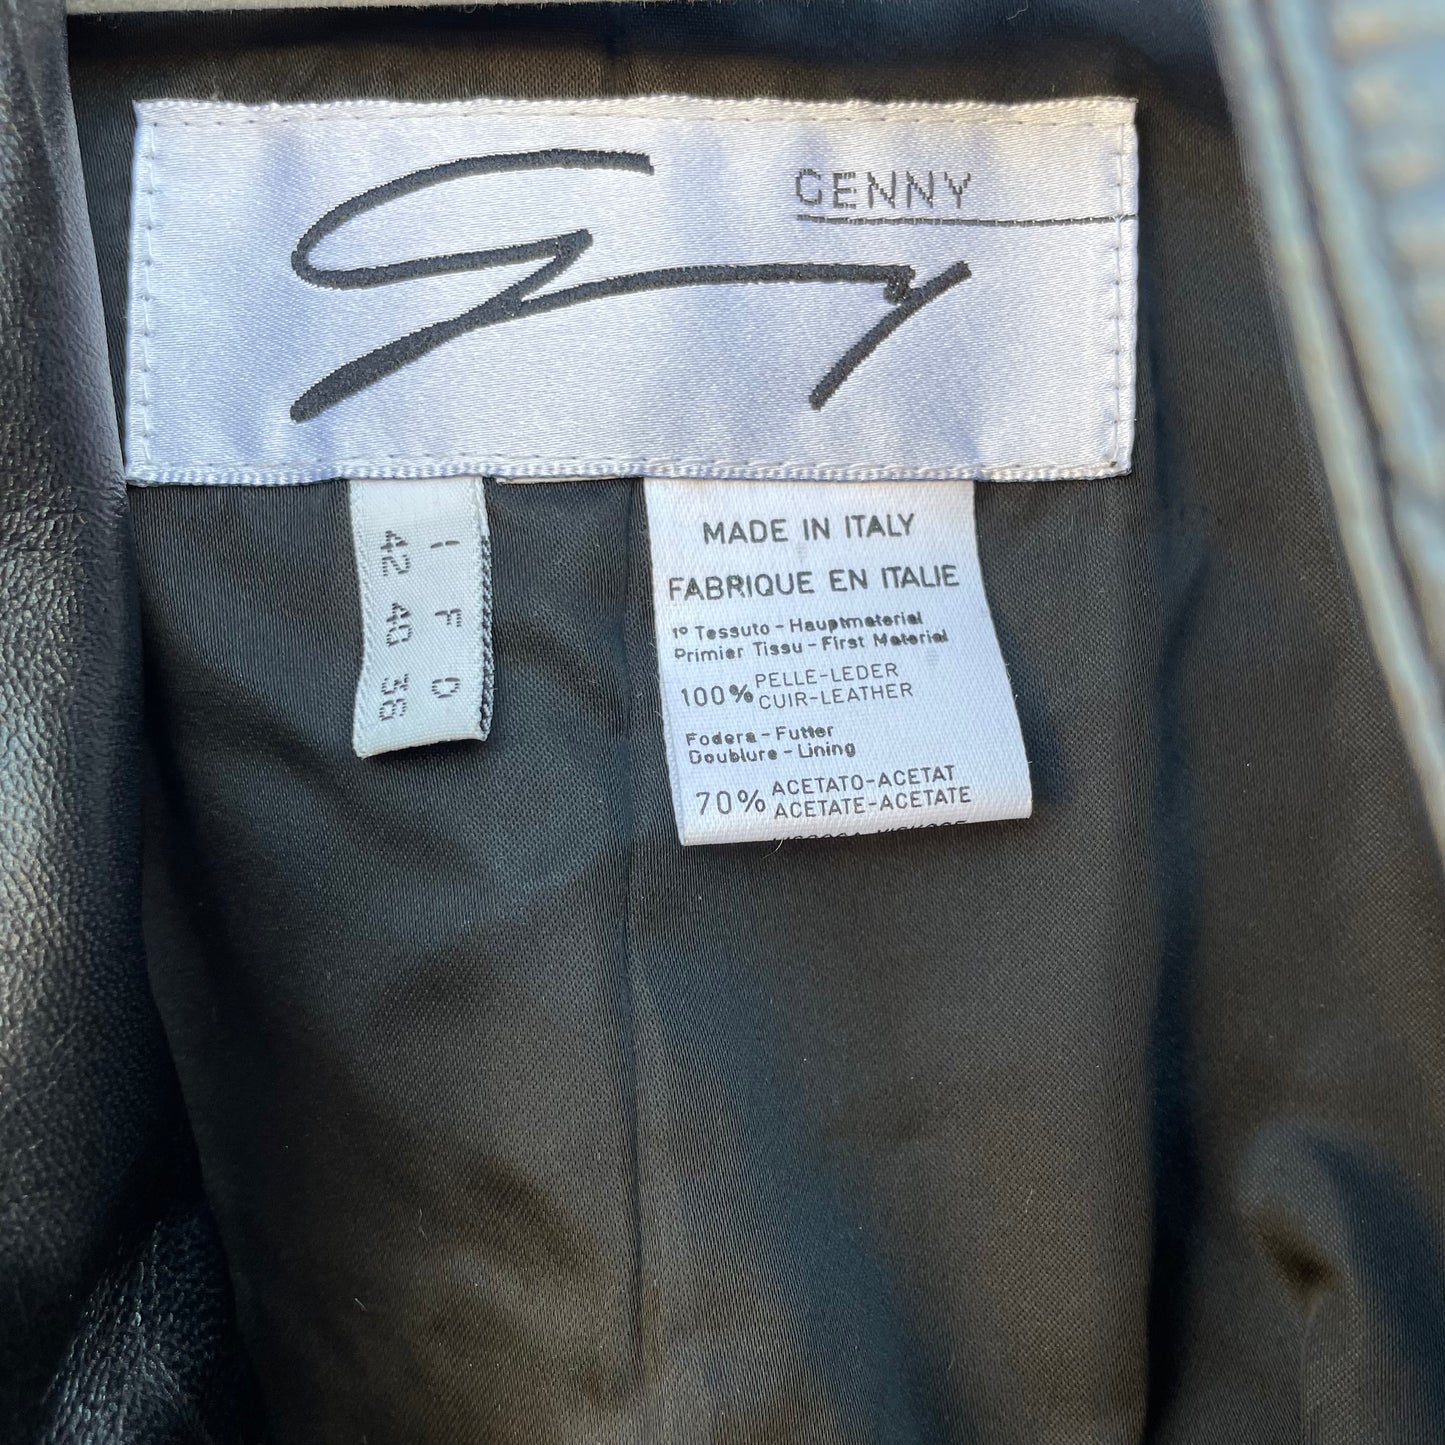 GENNY
I F D
42 40 36
MADE IN ITALY
FABRIQUE EN ITALIE
1º Tessuto - Hauptmaterial
Primier Tissu - First Material
100% PELLE-LEDER
CUIR-LEATHER
Fodera - Futter
Doublure - Lining
70% ACETATO-ACETAT
ACETATE-ACETATE